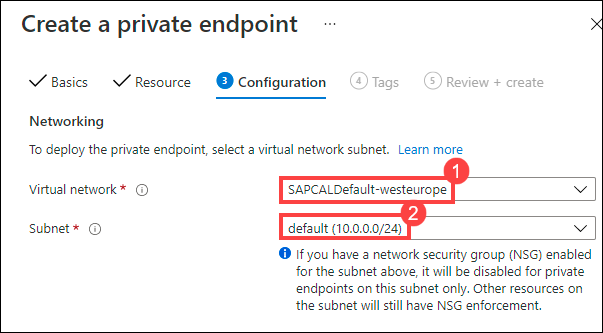 Create a private endpoint ...
Basics Resource 3 Configuration 4 Tags 5 Review + create
Networking
To deploy the private endpoint, select a virtual network subnet. Learn more
1
Virtual network * SAPCALDefault-westeurope
2
Subnet * default (10.0.0.0/24)
If you have a network security group (NSG) enabled
for the subnet above, it will be disabled for private
endpoints on this subnet only. Other resources on
the subnet will still have NSG enforcement.